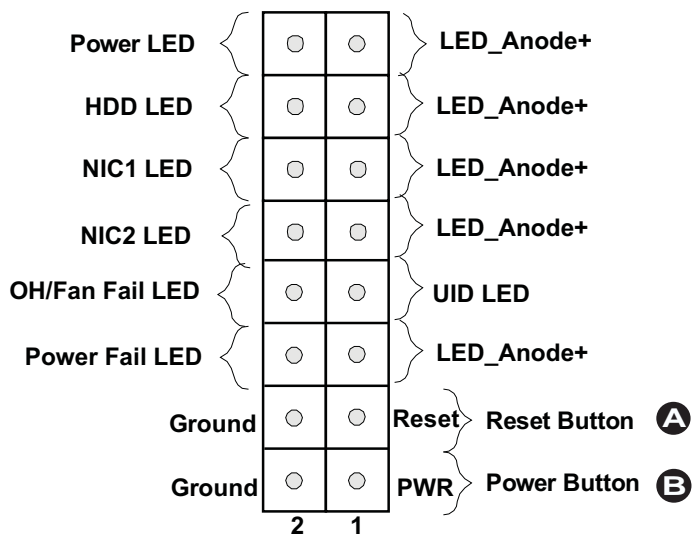 Power LED LED_Anode+
HDD LED LED_Anode+
NIC1 LED LED_Anode+
NIC2 LED LED_Anode+
OH/Fan Fail LED UID LED
Power Fail LED LED_Anode+
Ground Reset Reset Button A
Ground PWR Power Button B
2 1